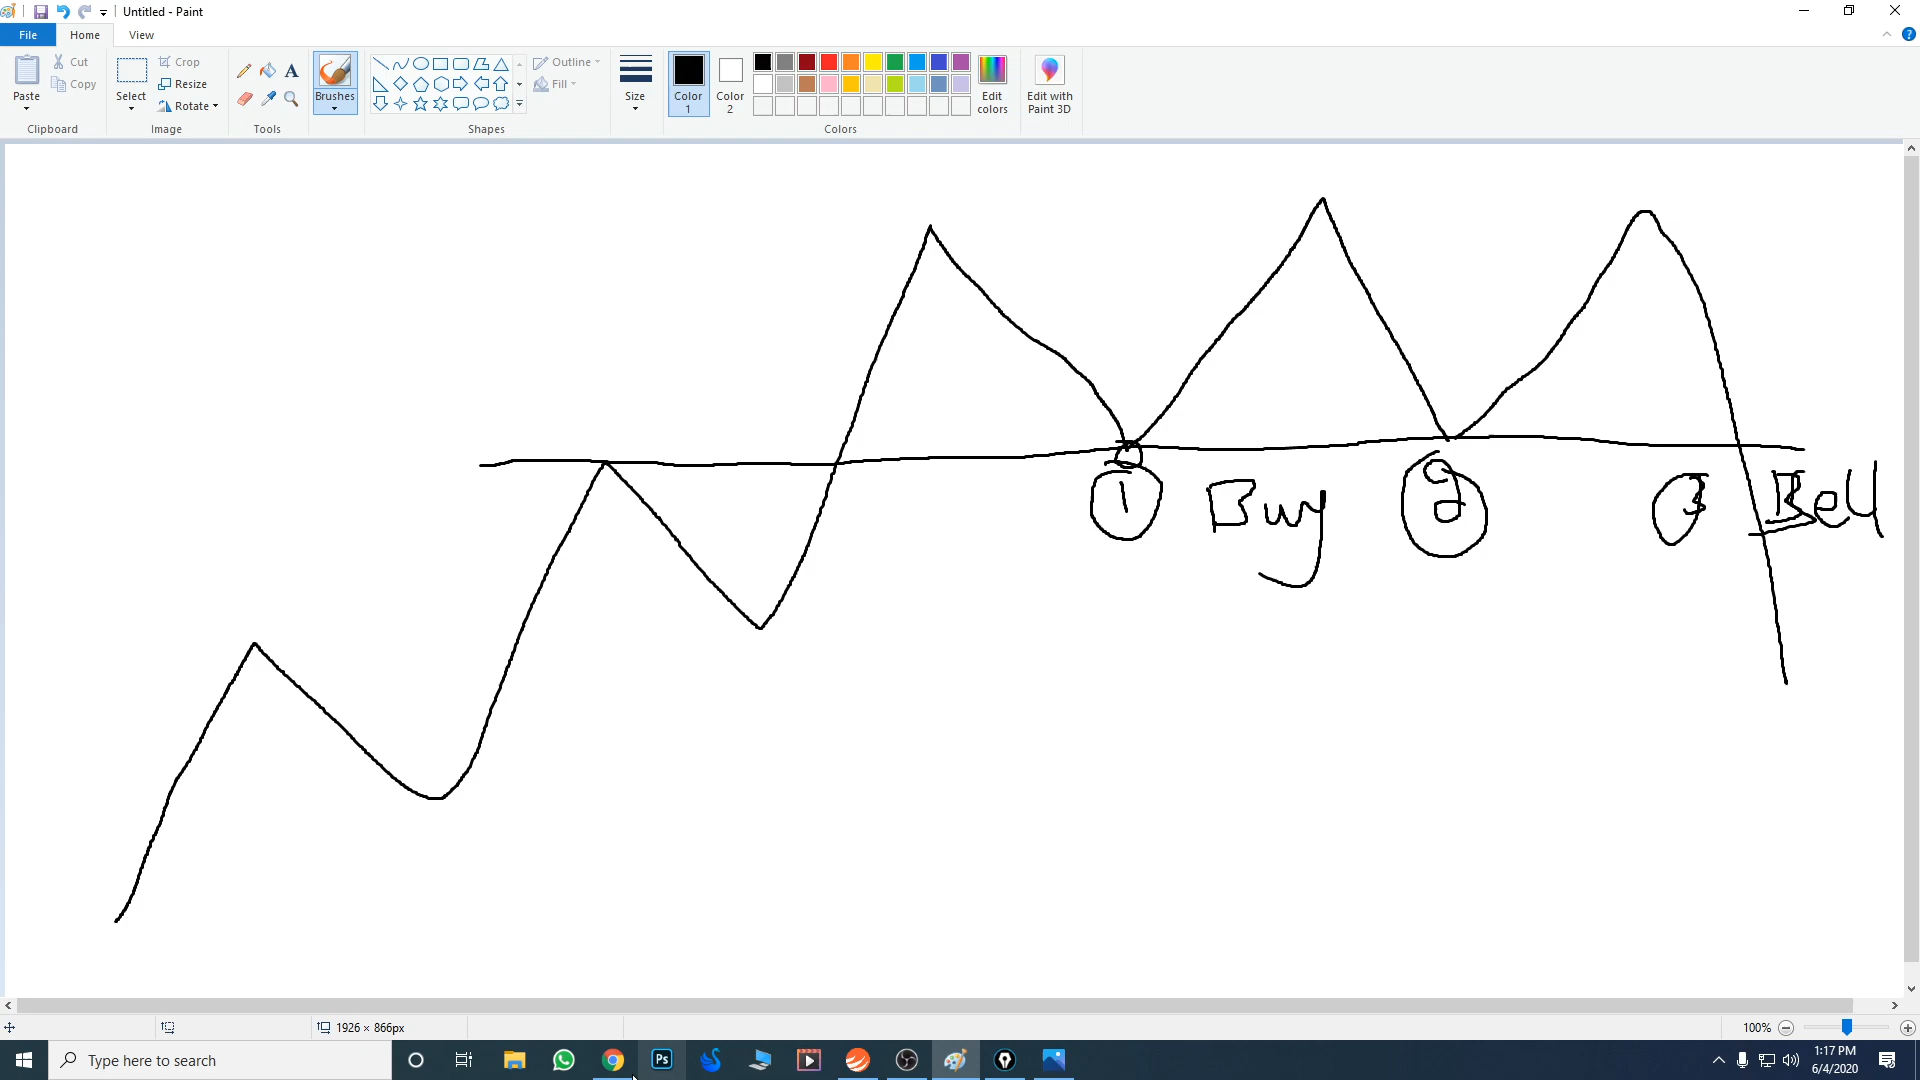 Untitled - Paint
File Home View
Paste
Cut
Copy
Clipboard
Select
Crop
Resize
Rotate
Image
Tools
Brushes
Shapes
Outline
Fill
Size
Color 1
Color 2
Colors
Edit colors
Edit with Paint 3D
1 Buy 2 3 Sell
1926 × 866px
100%
Type here to search
Ps
1:17 PM
6/4/2020